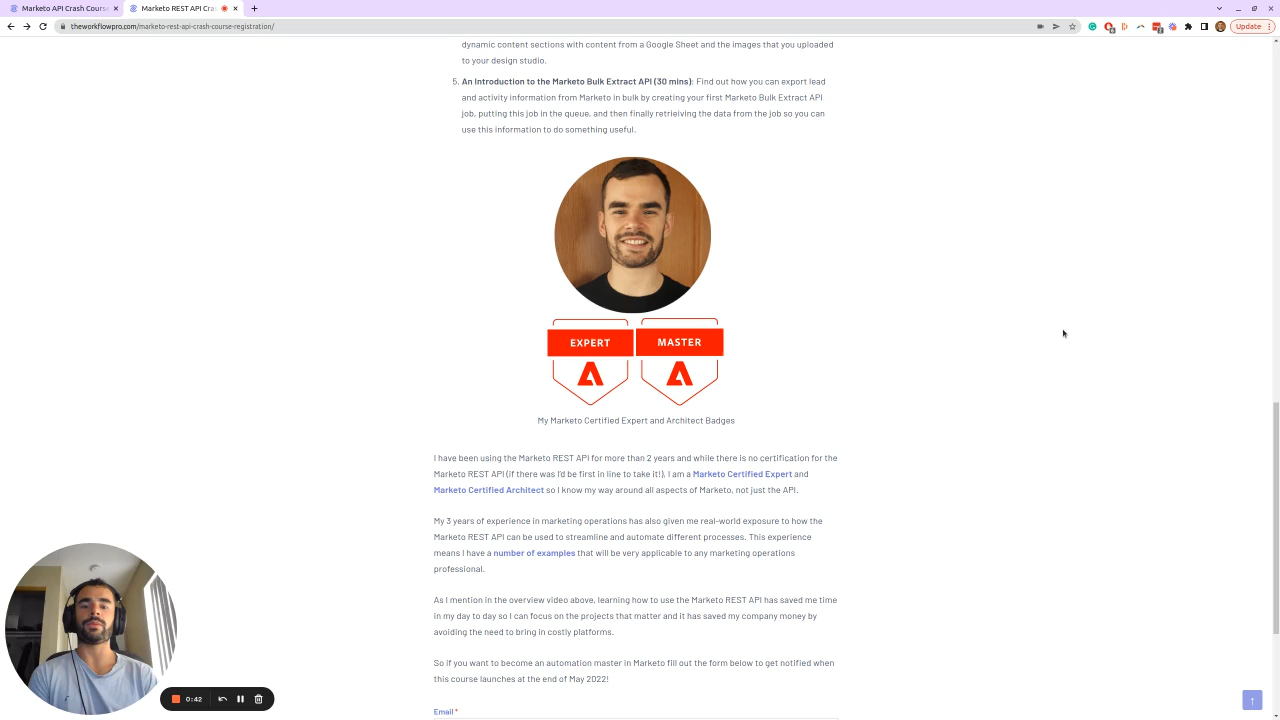 Marketo API Crash Course
Marketo REST API Cras
theworkflowpro.com/marketo-rest-api-crash-course-registration/
Update
dynamic content sections with content from a Google Sheet and the images that you uploaded
to your design studio.
5. An Introduction to the Marketo Bulk Extract API (30 mins): Find out how you can export lead
and activity information from Marketo in bulk by creating your first Marketo Bulk Extract API
job, putting this job in the queue, and then finally retrieiving the data from the job so you can
use this information to do something useful.
EXPERT
MASTER
My Marketo Certified Expert and Architect Badges
I have been using the Marketo REST API for more than 2 years and while there is no certification for the
Marketo REST API (if there was I'd be first in line to take it!), I am a Marketo Certified Expert and
Marketo Certified Architect so I know my way around all aspects of Marketo, not just the API.
My 3 years of experience in marketing operations has also given me real-world exposure to how the
Marketo REST API can be used to streamline and automate different processes. This experience
means I have a number of examples that will be very applicable to any marketing operations
professional.
As I mention in the overview video above, learning how to use the Marketo REST API has saved me time
in my day to day so I can focus on the projects that matter and it has saved my company money by
avoiding the need to bring in costly platforms.
So if you want to become an automation master in Marketo fill out the form below to get notified when
this course launches at the end of May 2022!
Email *
0:42